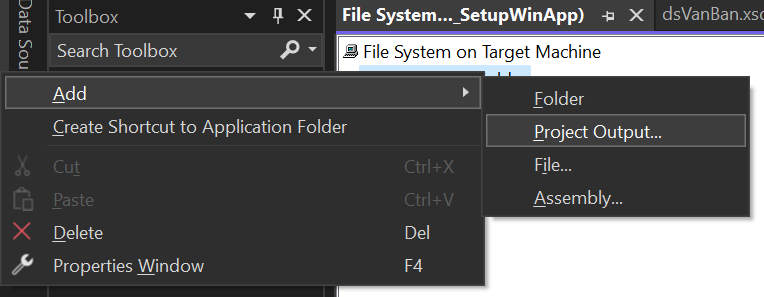 Data Sou
Toolbox
Search Toolbox
File System..._SetupWinApp)
dsVanBan.xsc
File System on Target Machine
Add
Create Shortcut to Application Folder
Cut Ctrl+X
Paste Ctrl+V
Delete Del
Properties Window F4
Folder
Project Output...
File...
Assembly...